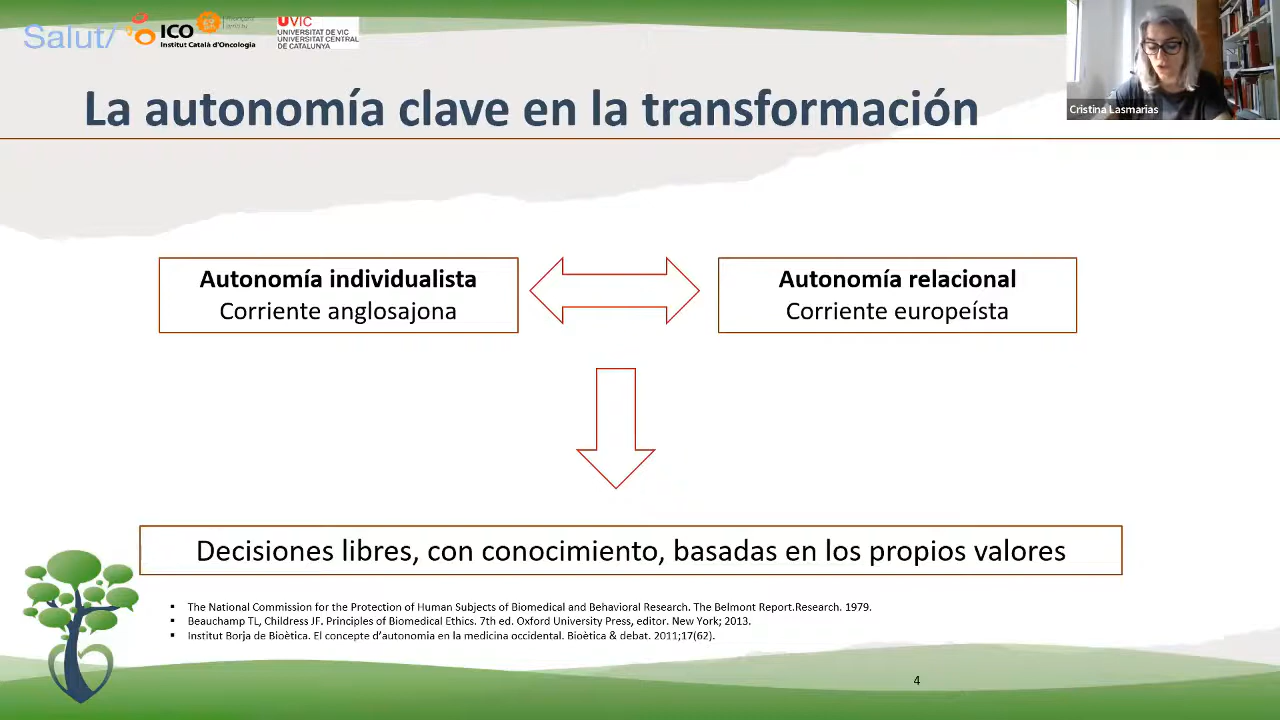 Salut/
ICO
Institut Català d'Oncologia
UVIC
UNIVERSITAT DE VIC
UNIVERSITAT CENTRAL
DE CATALUNYA
Cristina Lasmarias
La autonomía clave en la transformación
Autonomía individualista
Corriente anglosajona
Autonomía relacional
Corriente europeísta
Decisiones libres, con conocimiento, basadas en los propios valores
▪ The National Commission for the Protection of Human Subjects of Biomedical and Behavioral Research. The Belmont Report.Research. 1979.
▪ Beauchamp TL, Childress JF. Principles of Biomedical Ethics. 7th ed. Oxford University Press, editor. New York; 2013.
▪ Institut Borja de Bioètica. El concepte d'autonomia en la medicina occidental. Bioètica & debat. 2011;17(62).
4